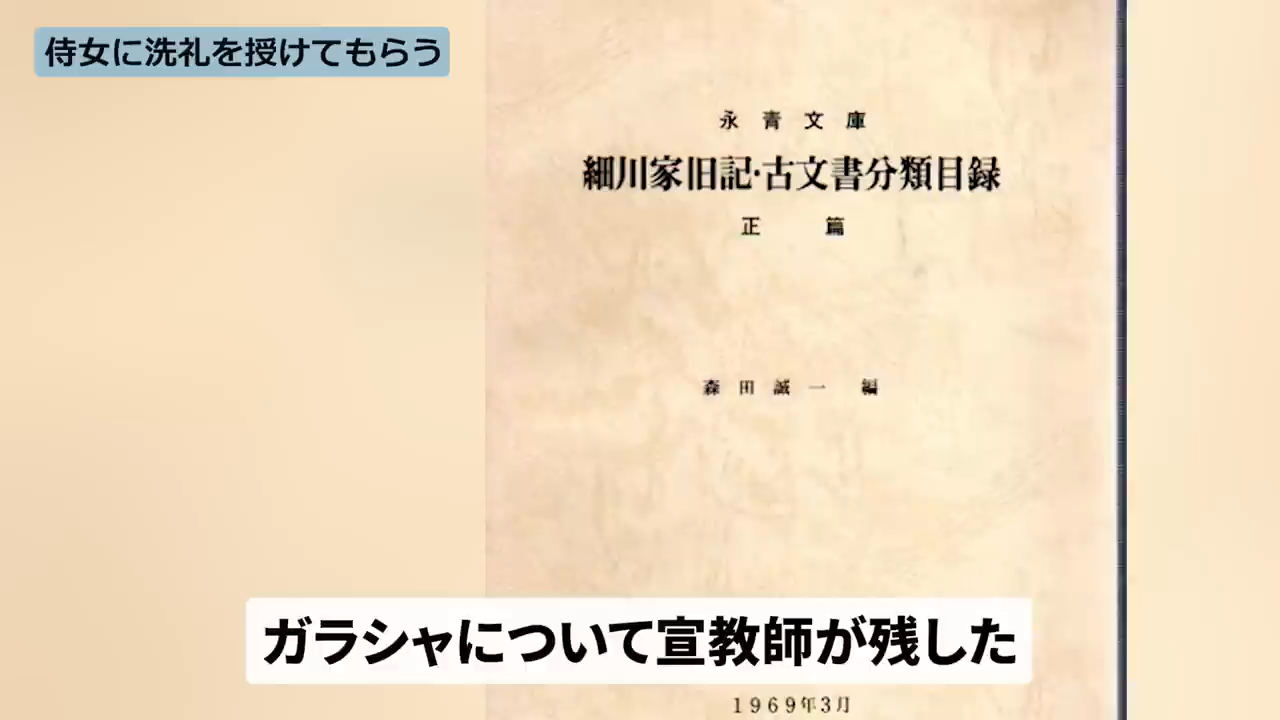 侍女に洗礼を授けてもらう
永青文庫
細川家旧記・古文書分類目録
正篇
森田誠一 編
ガラシャについて宣教師が残した
1969年3月